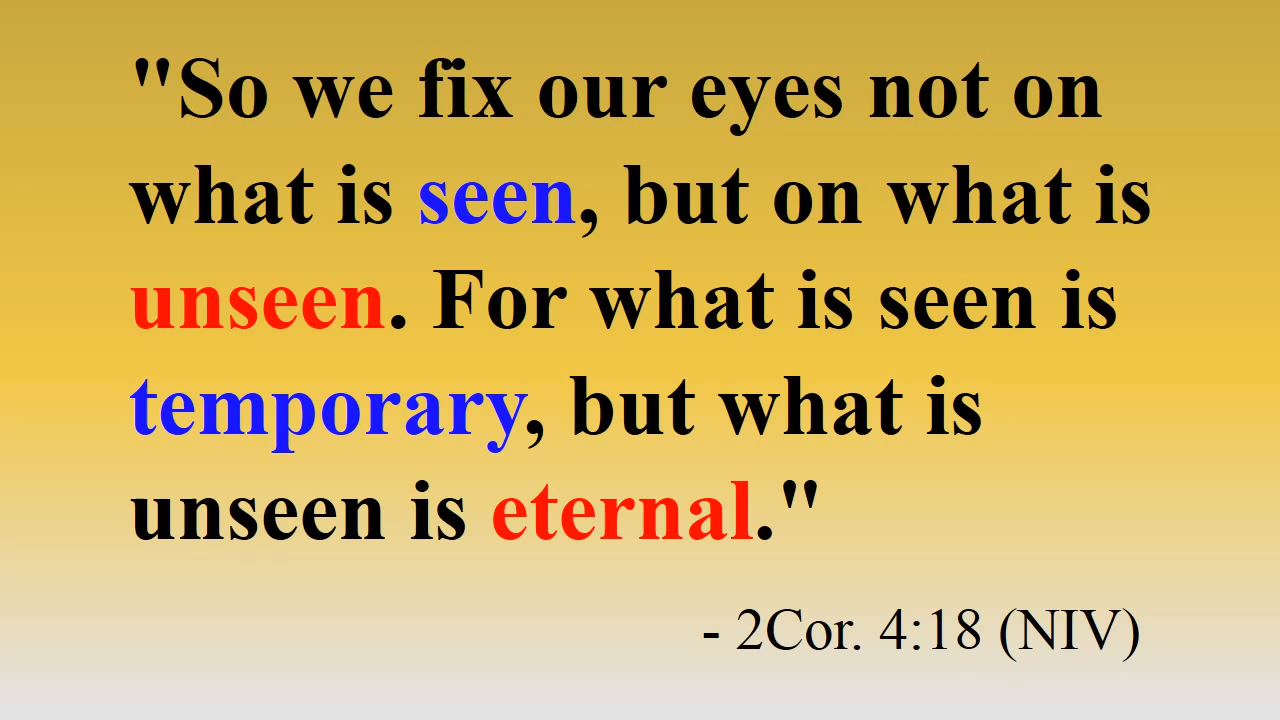 "So we fix our eyes not on
what is seen, but on what is
unseen. For what is seen is
temporary, but what is
unseen is eternal."
- 2Cor. 4:18 (NIV)